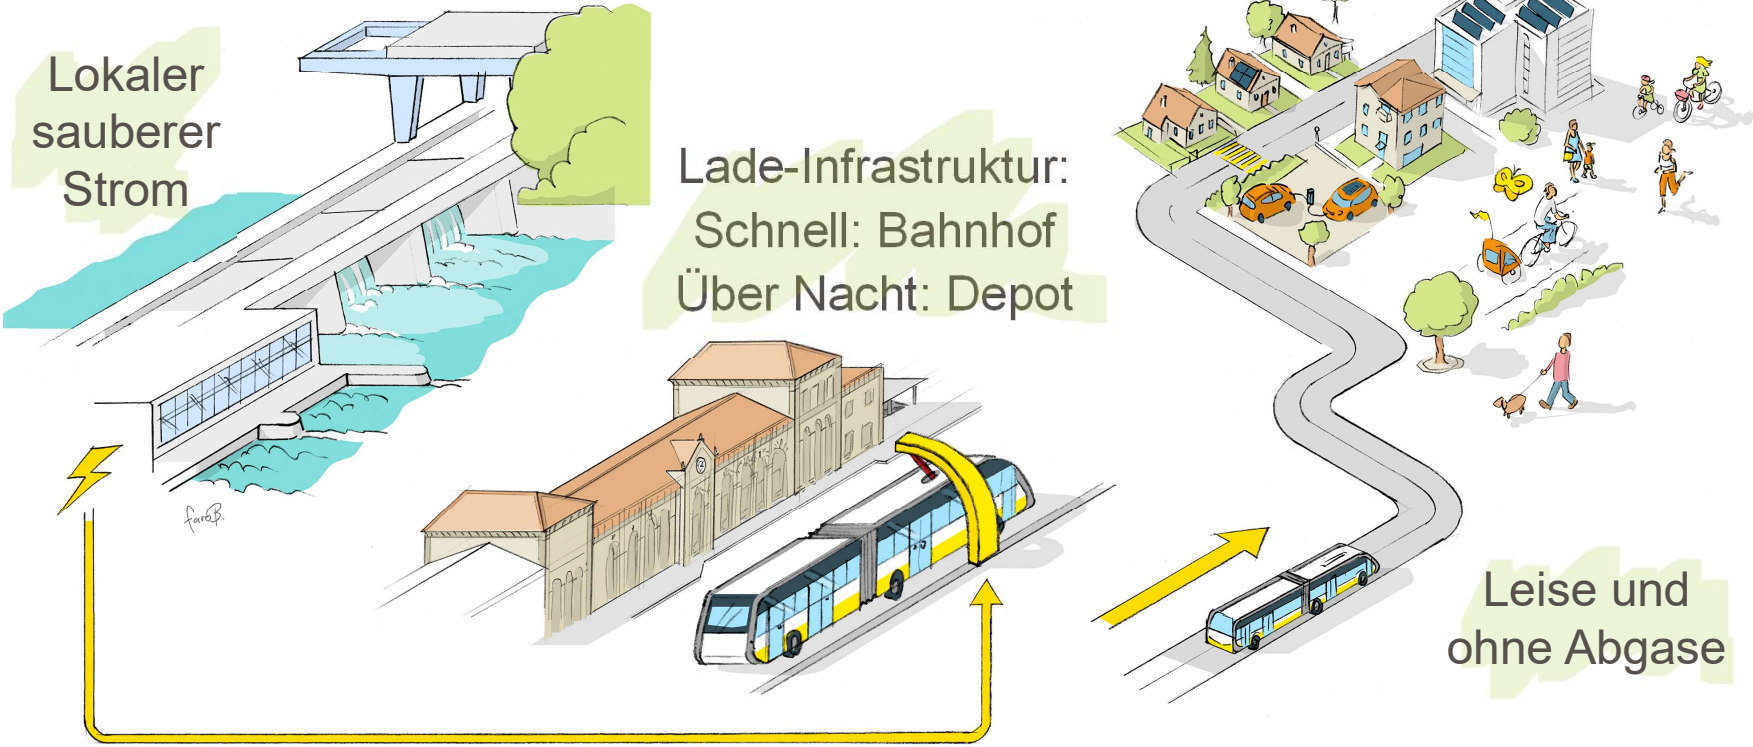 Lokaler
sauberer
Strom
Lade-Infrastruktur:
Schnell: Bahnhof
Über Nacht: Depot
Leise und
ohne Abgase